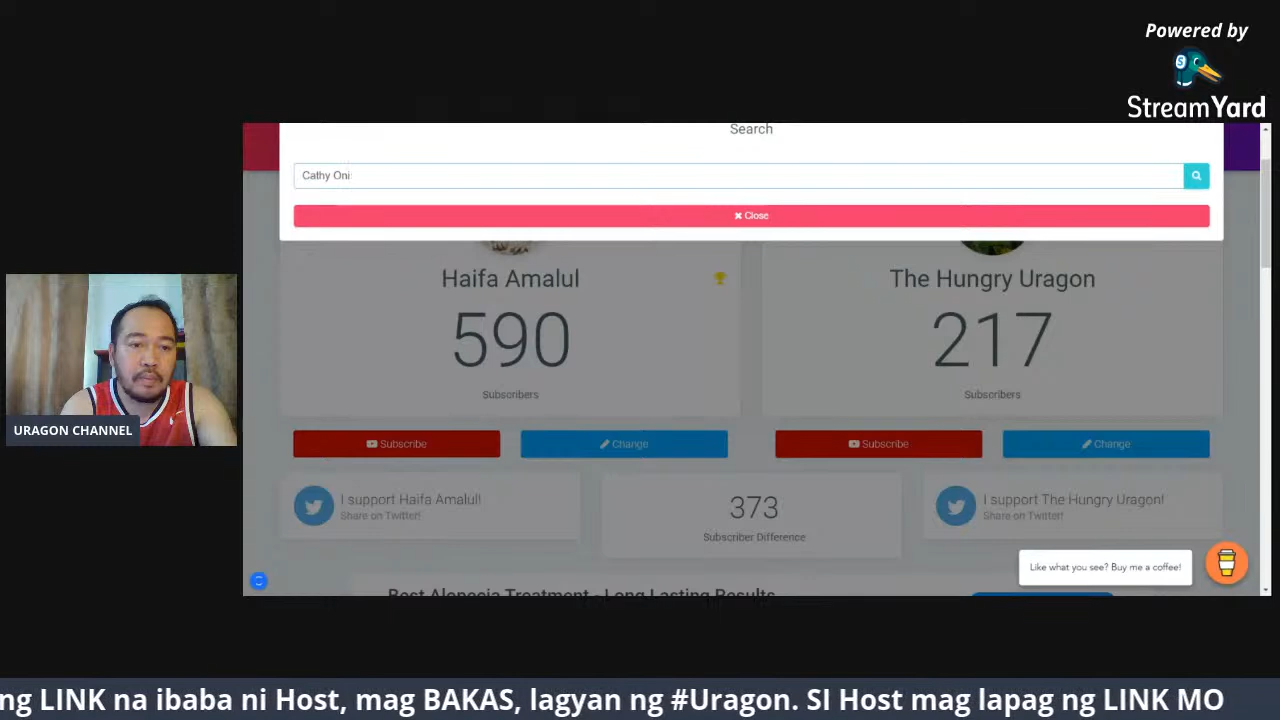 Powered by
StreamYard
Search
Cathy Oni
Close
Haifa Amalul
590
Subscribers
The Hungry Uragon
217
Subscribers
Subscribe
Change
Subscribe
Change
I support Haifa Amalul!
Share on Twitter!
373
Subscriber Difference
I support The Hungry Uragon!
Share on Twitter!
Like what you see? Buy me a coffee!
Best Alopecia Treatment - Long Lasting Results
URAGON CHANNEL
ng LINK na ibaba ni Host, mag BAKAS, lagyan ng #Uragon. SI Host mag lapag ng LINK MO